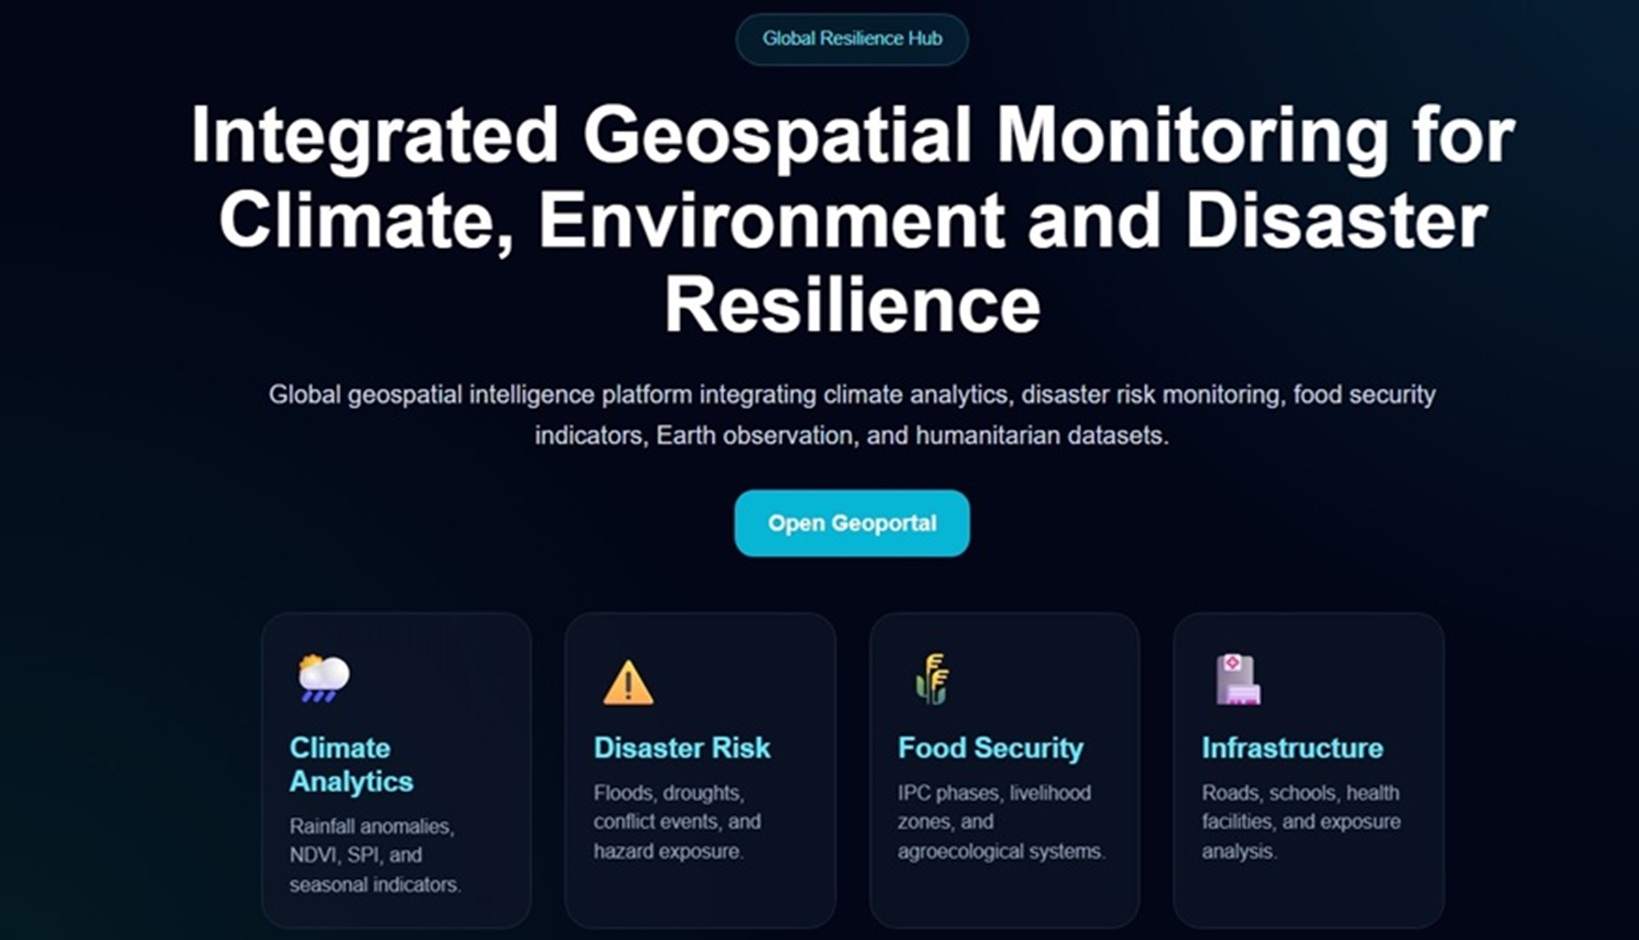 Global Resilience Hub
Integrated Geospatial Monitoring for
Climate, Environment and Disaster
Resilience
Global geospatial intelligence platform integrating climate analytics, disaster risk monitoring, food security
indicators, Earth observation, and humanitarian datasets.
Open Geoportal
Climate
Analytics
Rainfall anomalies,
NDVI, SPI, and
seasonal indicators.
Disaster Risk
Floods, droughts,
conflict events, and
hazard exposure.
Food Security
IPC phases, livelihood
zones, and
agroecological systems.
Infrastructure
Roads, schools, health
facilities, and exposure
analysis.